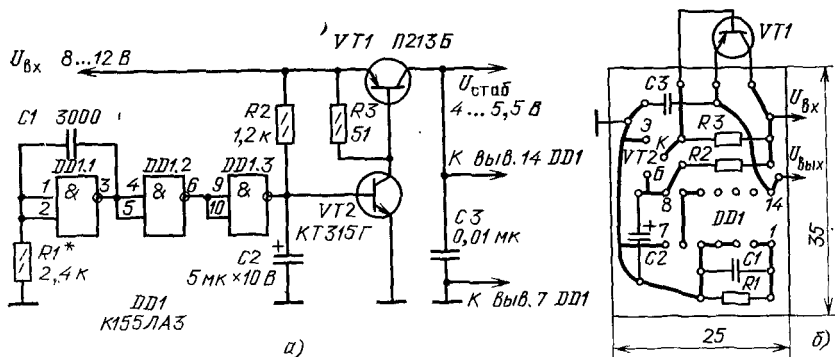 VT1 П213Б
Uвх 8...12 В
Uстаб
4 ... 5,5 В
C1 3000
R2
1,2 к
R3
51
DD1.1
DD1.2
DD1.3
&
&
&
1
2
3
4
5
6
9
10
К выв. 14 DD1
VT2
КТ315Г
R1*
2,4 к
C2
5 мк × 10 В
+
C3
0,01 мк
К выв. 7 DD1
DD1
К155ЛА3
а)
VT1
C3
Uвх
Э
К
R3
VT2
Б
R2
Uвых
8
14
DD1
+
7
1
C2
C1
R1
35
25
б)